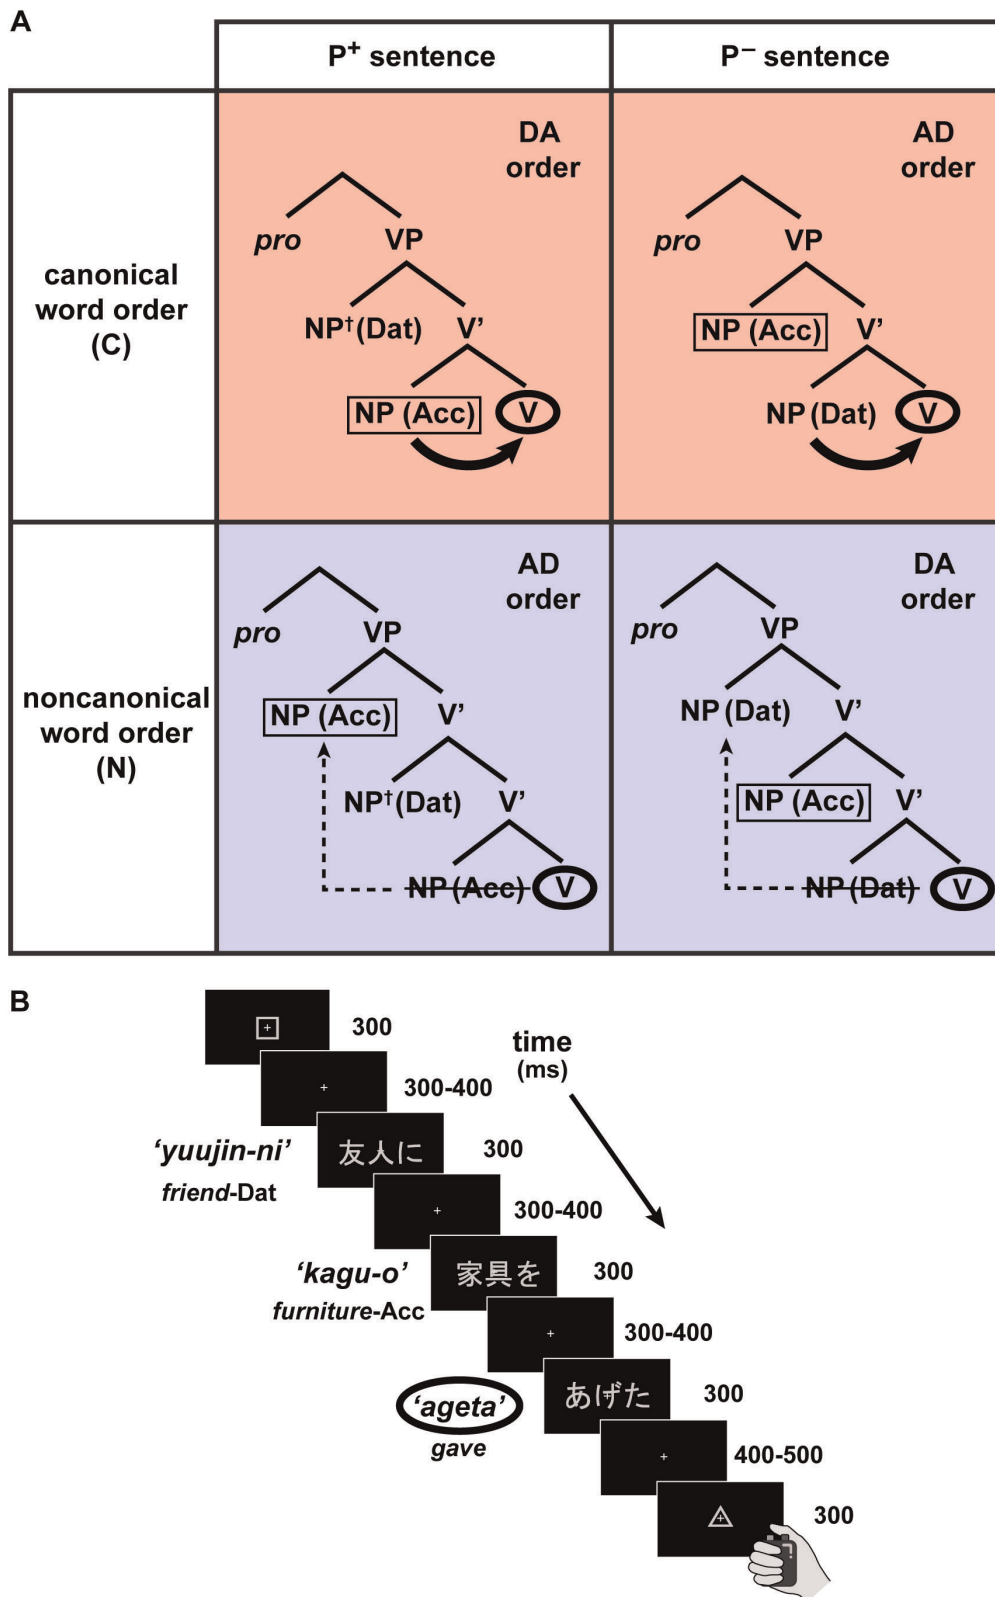 A
P⁺ sentence
P⁻ sentence
canonical
word order
(C)
DA
order
pro
VP
NP†(Dat)
V’
NP (Acc)
V
AD
order
pro
VP
NP (Acc)
V’
NP (Dat)
V
noncanonical
word order
(N)
AD
order
pro
VP
NP (Acc)
V’
NP†(Dat)
V’
NP (Acc)
V
DA
order
pro
VP
NP (Dat)
V’
NP (Acc)
V’
NP (Dat)
V
B
300
time
(ms)
300-400
‘yuujin-ni’
friend-Dat
友人に
300
300-400
‘kagu-o’
furniture-Acc
家具を
300
300-400
‘ageta’
gave
あげた
300
400-500
300